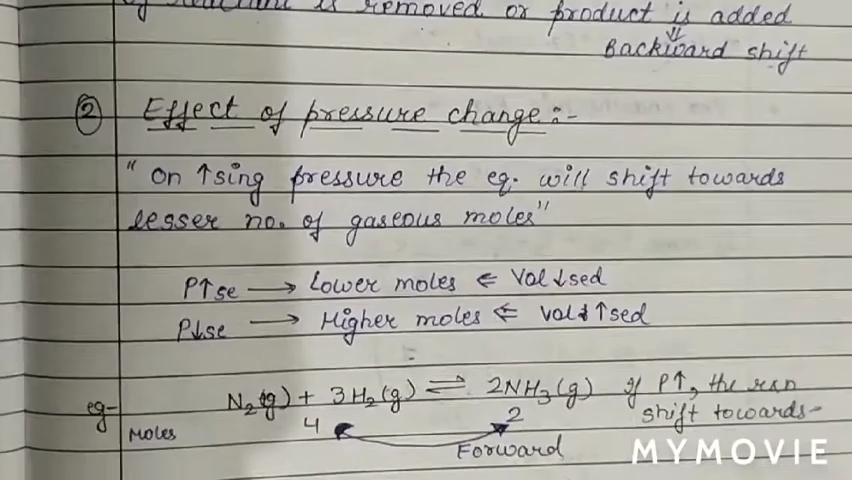 is removed or product is added
⇓
Backward shift
② Effect of pressure change :-
"on ↑sing pressure the eq. will shift towards
lesser no. of gaseous moles"
P↑se → Lower moles ⇐ Vol ↓sed
P↓se → Higher moles ⇐ vol ↑sed
eg- N₂(g) + 3H₂(g) ⇌ 2NH₃(g) if P↑, the rxn
shift towards-
Moles 4 2
Forward
MYMOVIE